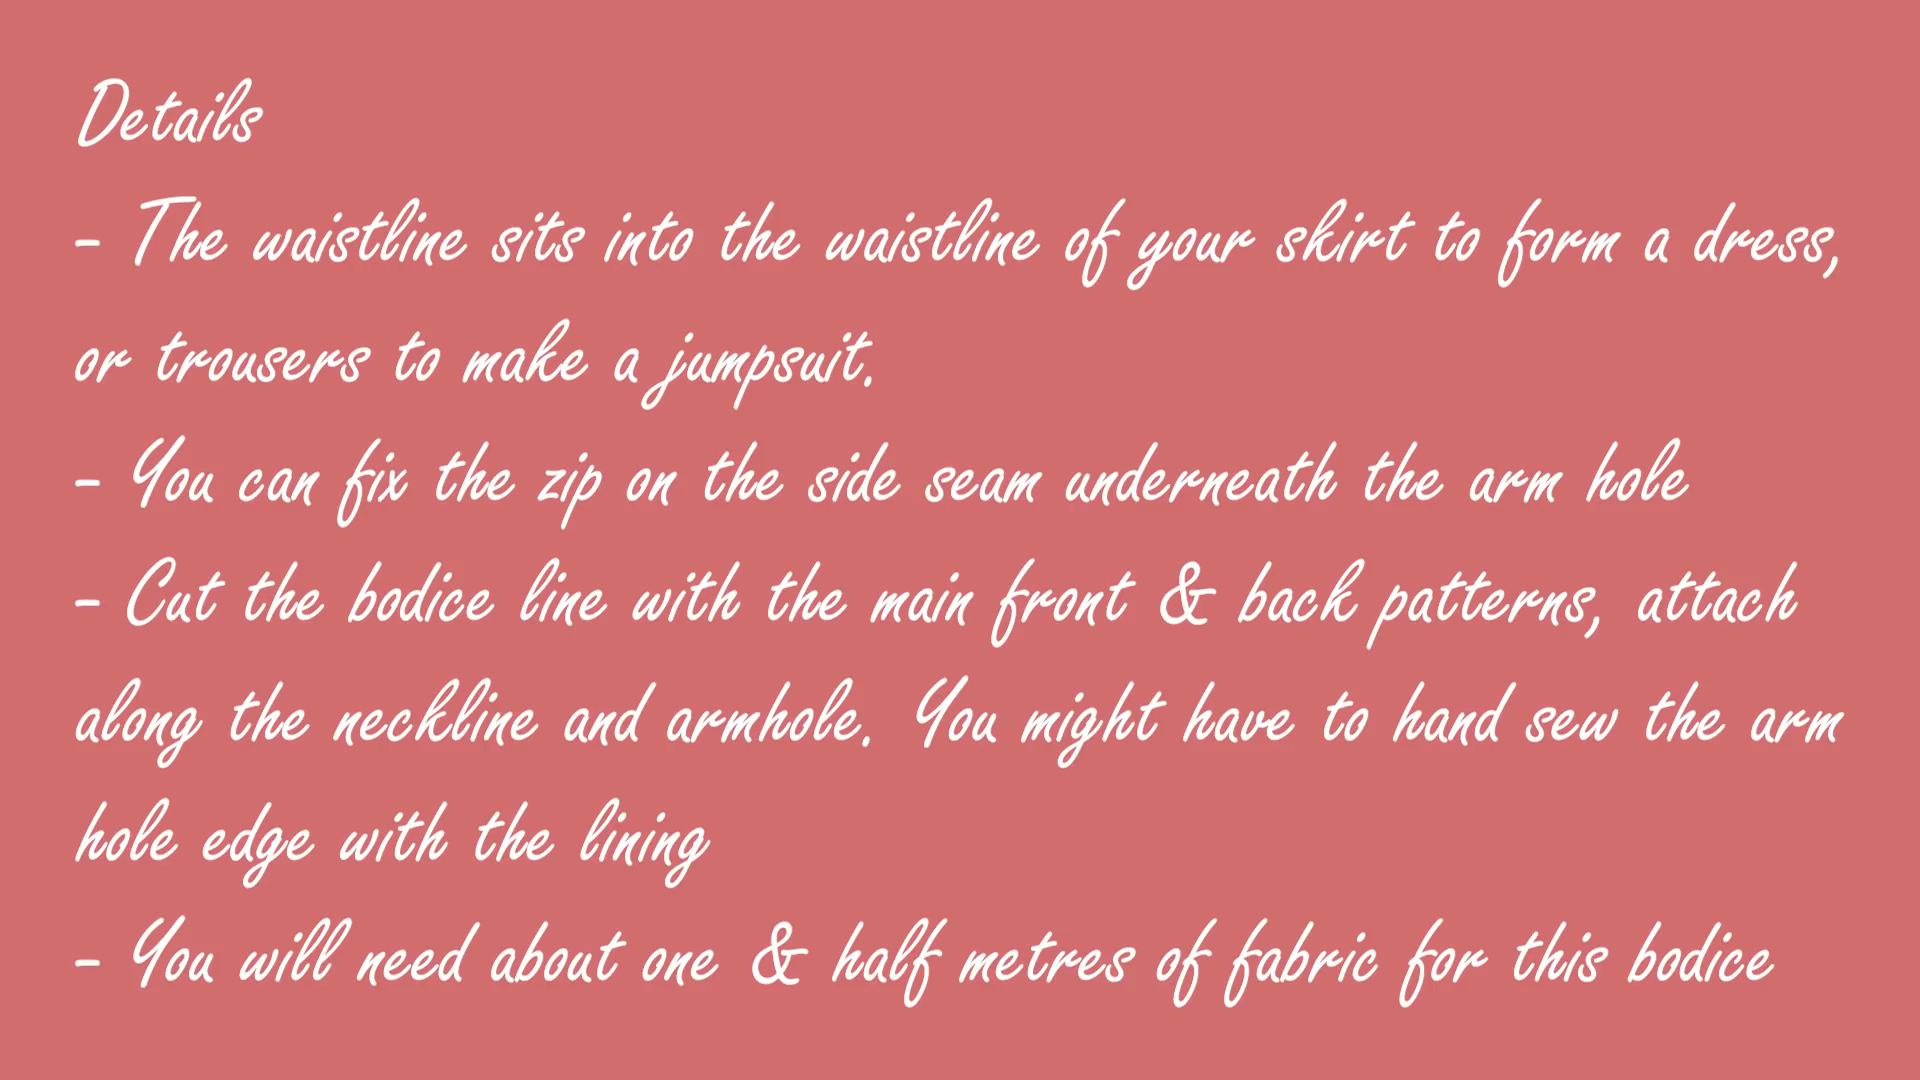 Details
- The waistline sits into the waistline of your skirt to form a dress,
or trousers to make a jumpsuit.
- You can fix the zip on the side seam underneath the arm hole
- Cut the bodice line with the main front & back patterns, attach
along the neckline and armhole. You might have to hand sew the arm
hole edge with the lining
- You will need about one & half metres of fabric for this bodice